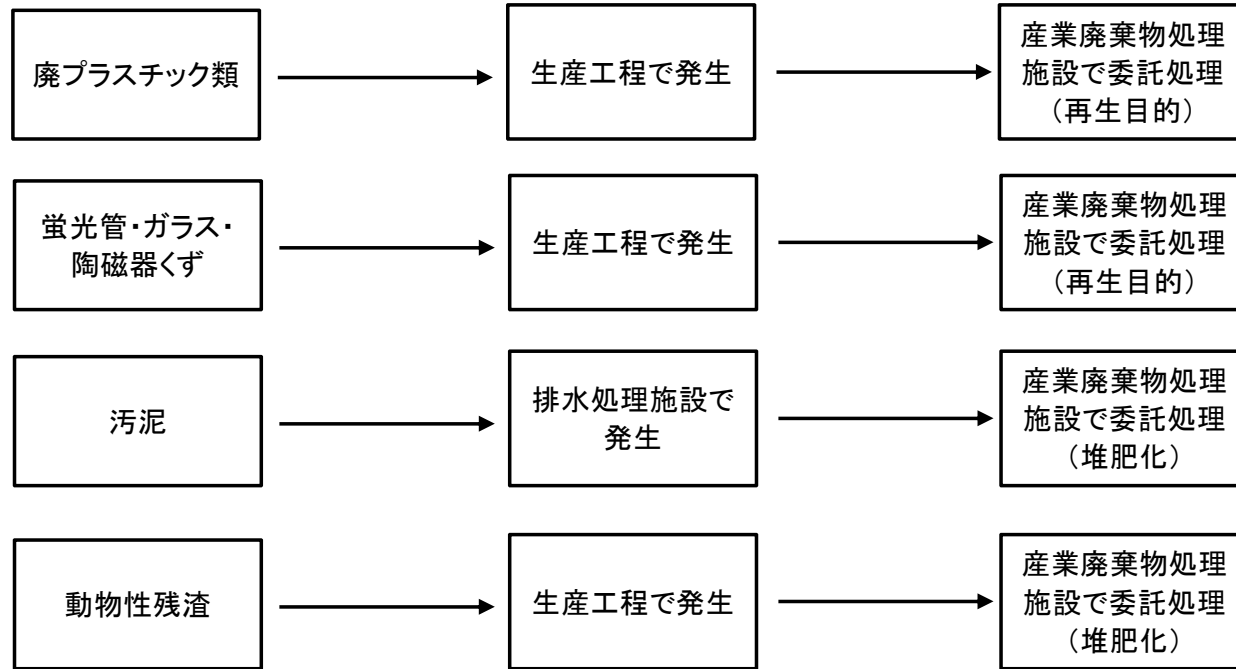 廃プラスチック類
生産工程で発生
産業廃棄物処理
施設で委託処理
(再生目的)
蛍光管・ガラス・
陶磁器くず
生産工程で発生
産業廃棄物処理
施設で委託処理
(再生目的)
汚泥
排水処理施設で
発生
産業廃棄物処理
施設で委託処理
(堆肥化)
動物性残渣
生産工程で発生
産業廃棄物処理
施設で委託処理
(堆肥化)